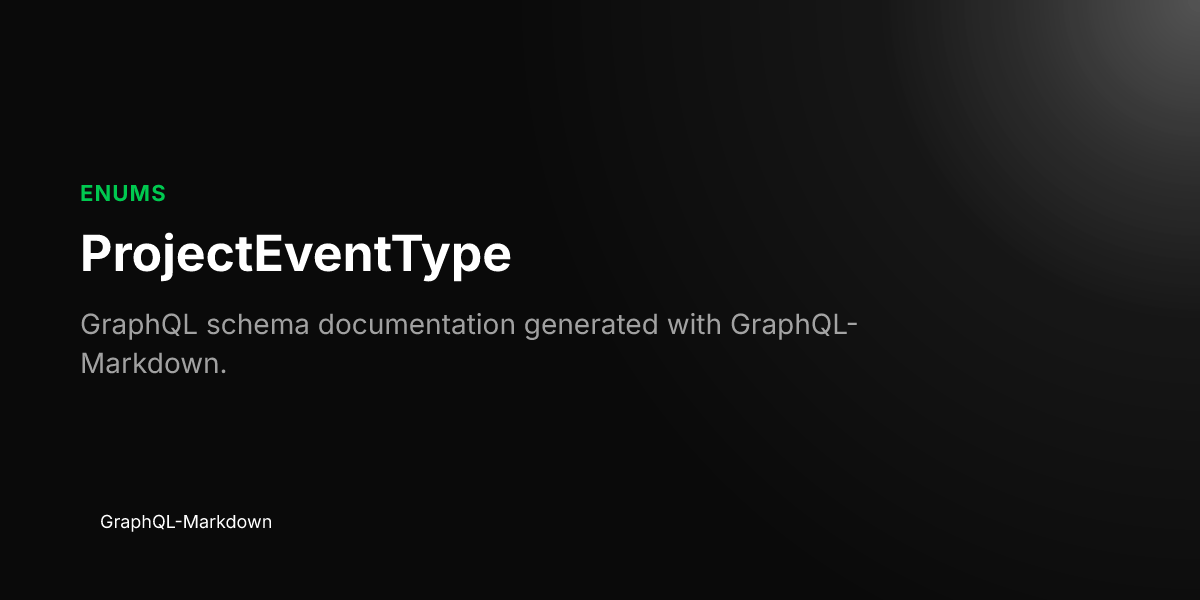 ENUMS
ProjectEventType
GraphQL schema documentation generated with GraphQL-
Markdown.
GraphQL-Markdown